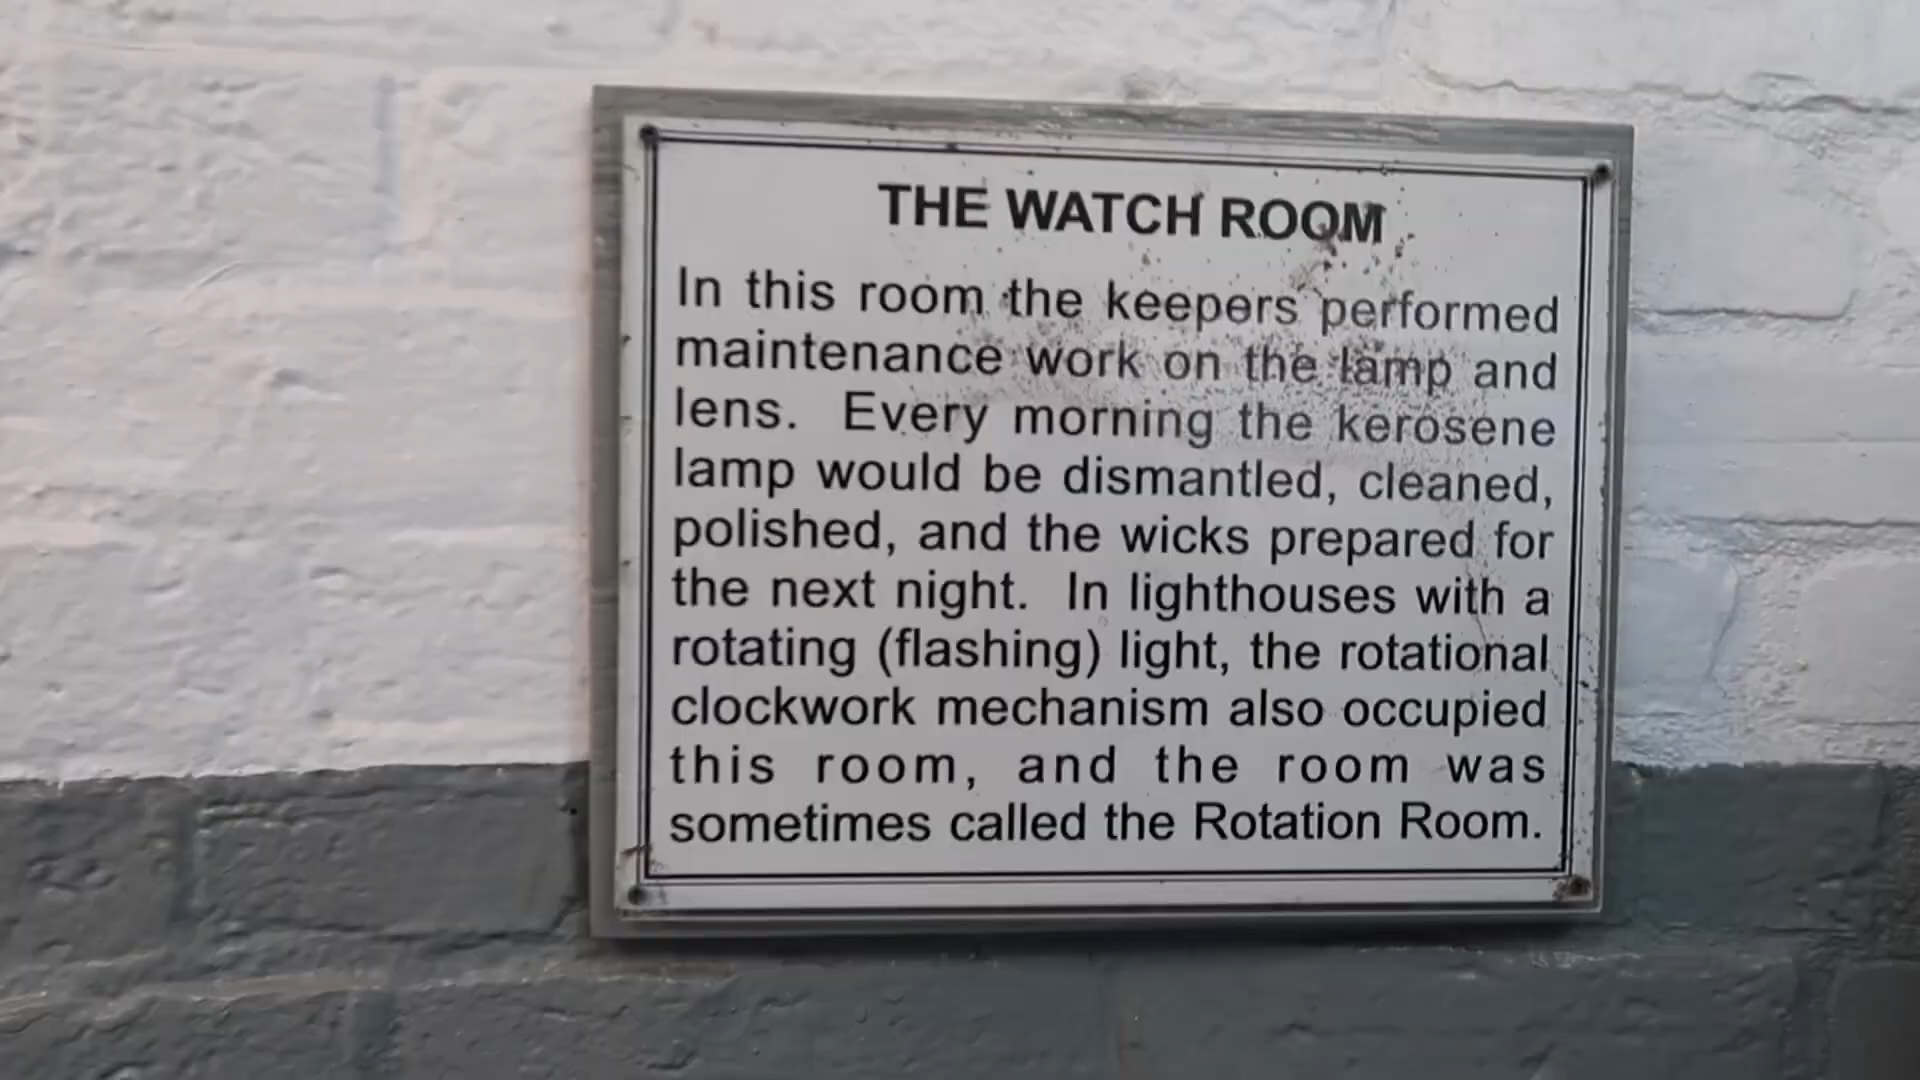 THE WATCH ROOM
In this room the keepers performed
maintenance work on the lamp and
lens. Every morning the kerosene
lamp would be dismantled, cleaned,
polished, and the wicks prepared for
the next night. In lighthouses with a
rotating (flashing) light, the rotational
clockwork mechanism also occupied
this room, and the room was
sometimes called the Rotation Room.